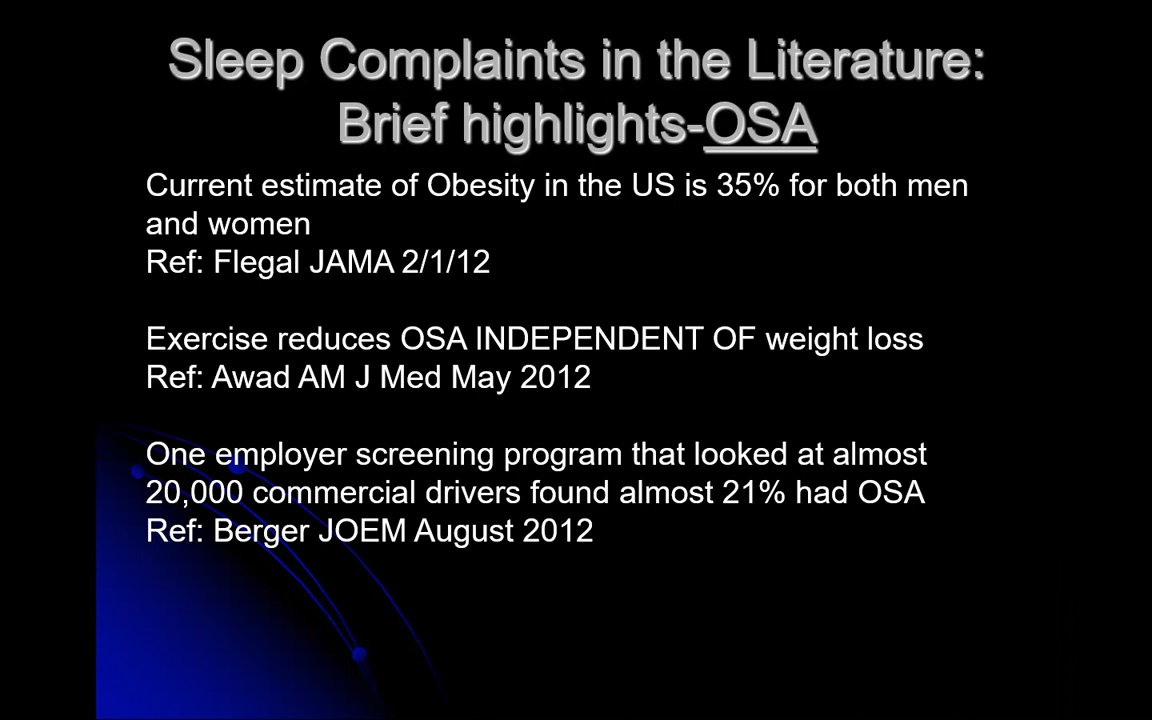 Sleep Complaints in the Literature:
Brief highlights-OSA
Current estimate of Obesity in the US is 35% for both men
and women
Ref: Flegal JAMA 2/1/12
Exercise reduces OSA INDEPENDENT OF weight loss
Ref: Awad AM J Med May 2012
One employer screening program that looked at almost
20,000 commercial drivers found almost 21% had OSA
Ref: Berger JOEM August 2012